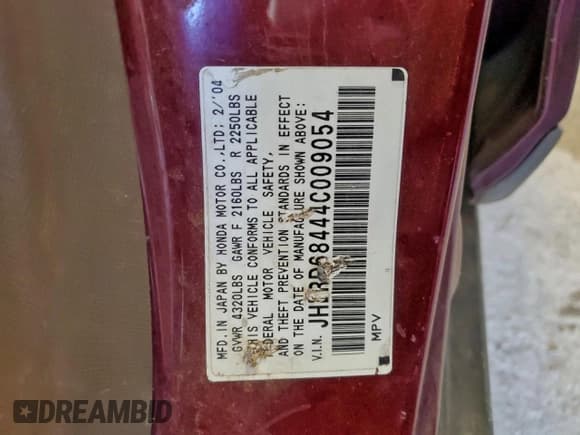 MFD. IN JAPAN BY HONDA MOTOR CO.,LTD: 2/'04
GVWR 4320LBS GAWR F 2160LBS R 2250LBS
THIS VEHICLE CONFORMS TO ALL APPLICABLE
FEDERAL MOTOR VEHICLE SAFETY,
AND THEFT PREVENTION STANDARDS IN EFFECT
ON THE DATE OF MANUFACTURE SHOWN ABOVE:
V.I.N. JHLRD68444C009054
MPV
DREAMBID